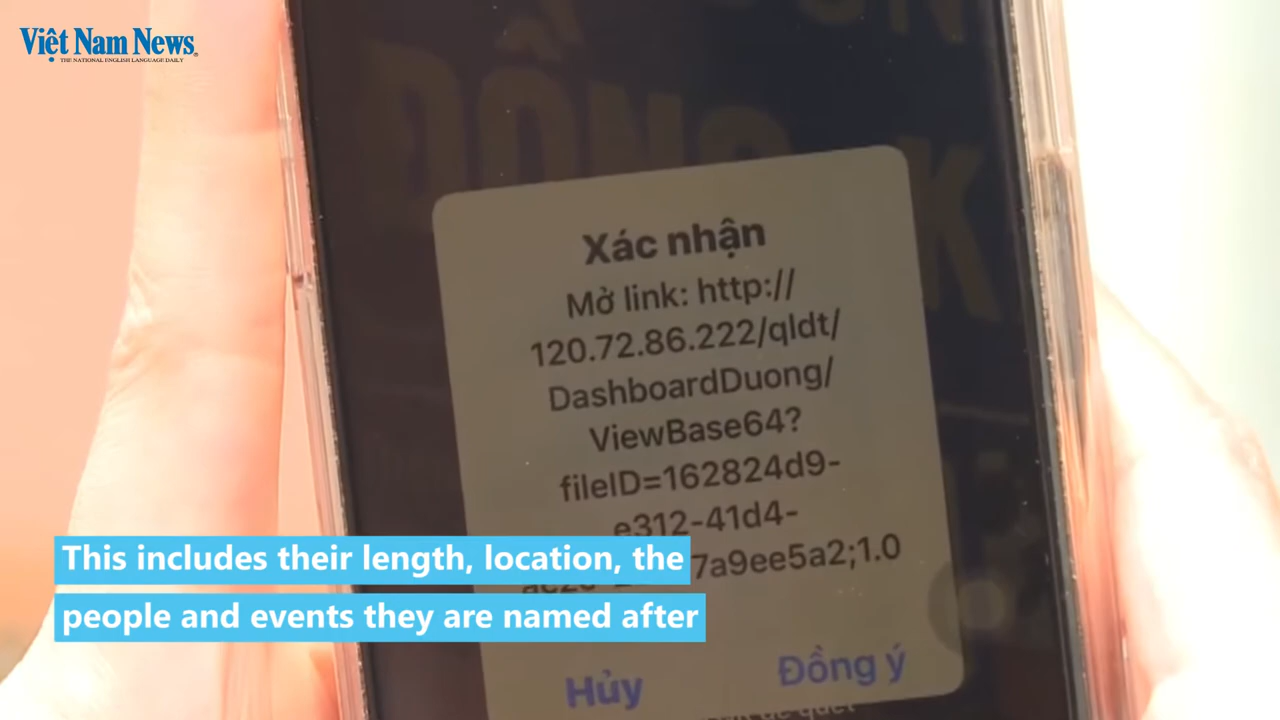 Việt Nam News
THE NATIONAL ENGLISH LANGUAGE DAILY
ĐỒNG K
Xác nhận
Mở link: http://
120.72.86.222/qldt/
DashboardDuong/
ViewBase64?
fileID=162824d9-
e312-41d4-
7a9ee5a2;1.0
This includes their length, location, the
people and events they are named after
Hủy
Đồng ý